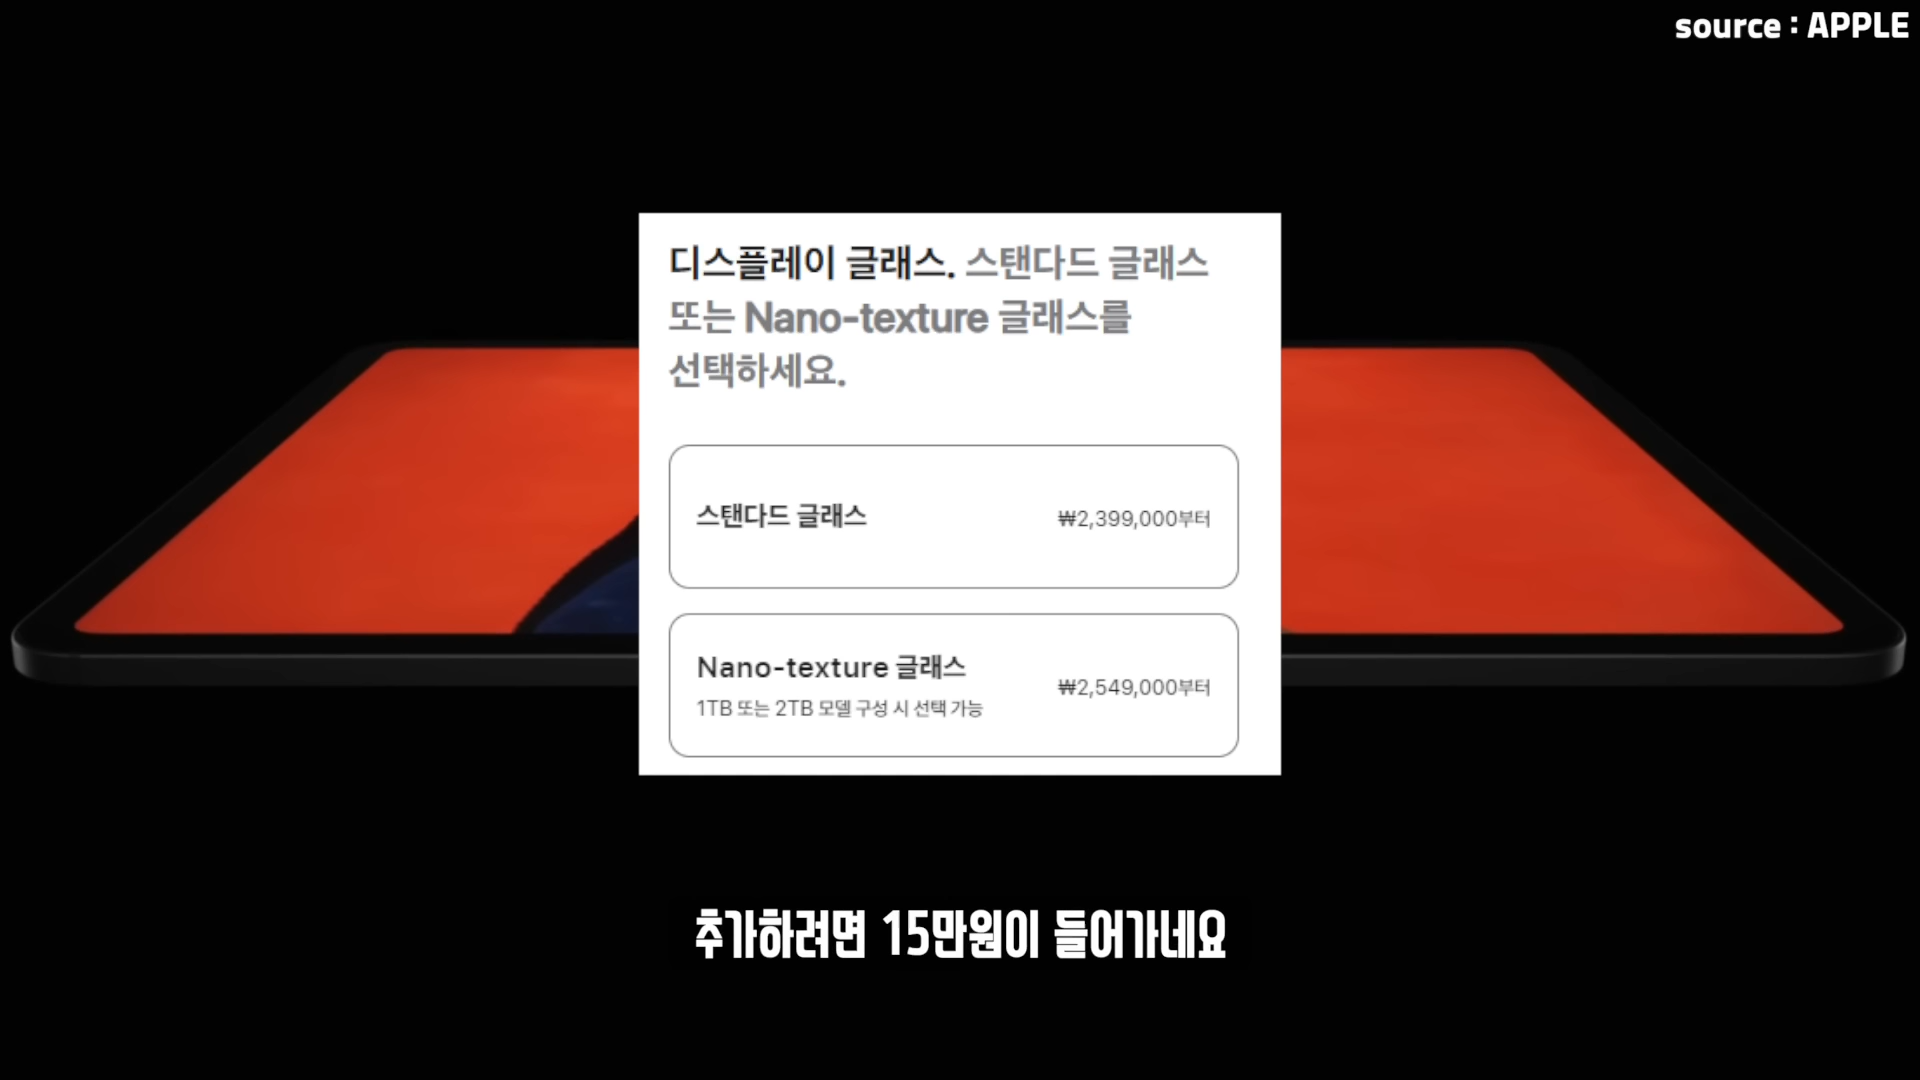 source : APPLE
디스플레이 글래스. 스탠다드 글래스
또는 Nano-texture 글래스를
선택하세요.
스탠다드 글래스
₩2,399,000부터
Nano-texture 글래스
1TB 또는 2TB 모델 구성 시 선택 가능
₩2,549,000부터
추가하려면 15만원이 들어가네요